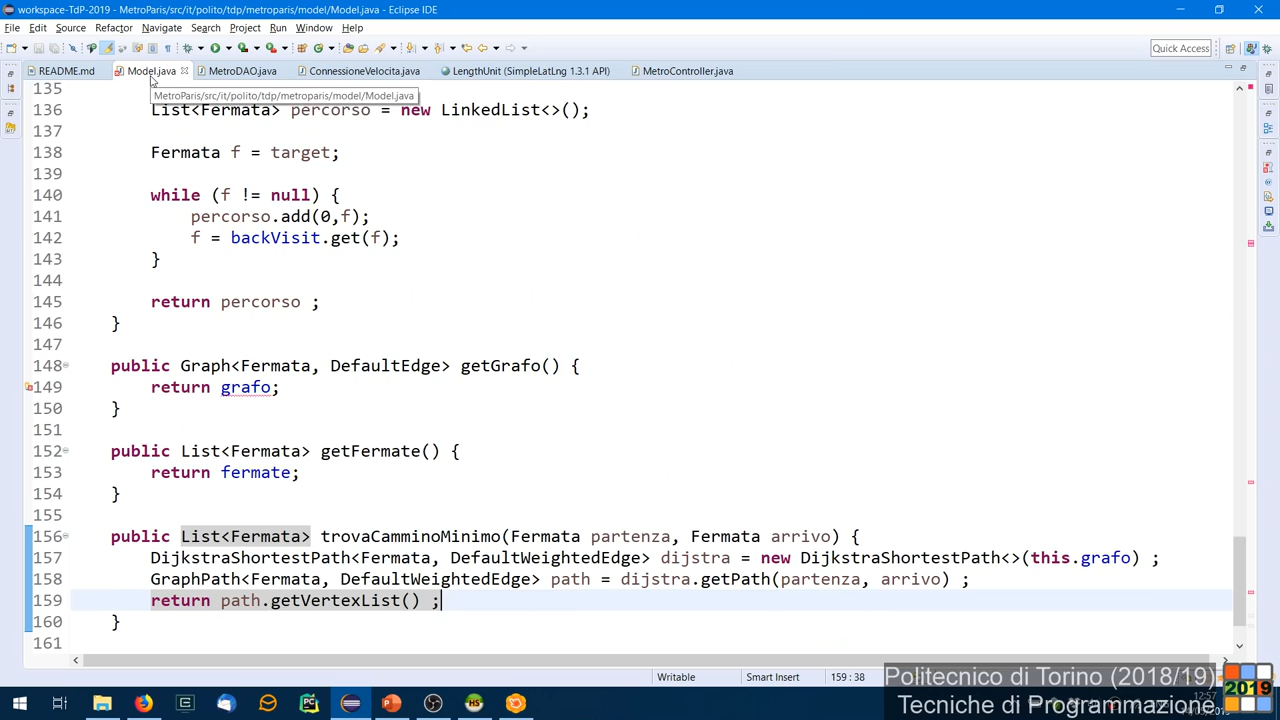 workspace-TdP-2019 - MetroParis/src/it/polito/tdp/metroparis/model/Model.java - Eclipse IDE
File Edit Source Refactor Navigate Search Project Run Window Help
Quick Access
README.md Model.java MetroDAO.java ConnessioneVelocita.java LengthUnit (SimpleLatLng 1.3.1 API) MetroController.java
MetroParis/src/it/polito/tdp/metroparis/model/Model.java
135
136 List<Fermata> percorso = new LinkedList<>();
137
138 Fermata f = target;
139
140 while (f != null) {
141 percorso.add(0,f);
142 f = backVisit.get(f);
143 }
144
145 return percorso ;
146 }
147
148 public Graph<Fermata, DefaultEdge> getGrafo() {
149 return grafo;
150 }
151
152 public List<Fermata> getFermate() {
153 return fermate;
154 }
155
156 public List<Fermata> trovaCamminoMinimo(Fermata partenza, Fermata arrivo) {
157 DijkstraShortestPath<Fermata, DefaultWeightedEdge> dijstra = new DijkstraShortestPath<>(this.grafo) ;
158 GraphPath<Fermata, DefaultWeightedEdge> path = dijstra.getPath(partenza, arrivo) ;
159 return path.getVertexList() ;
160 }
161
Writable Smart Insert 159 : 38
Politecnico di Torino (2018/19)
Tecniche di Programmazione
2019
12:57